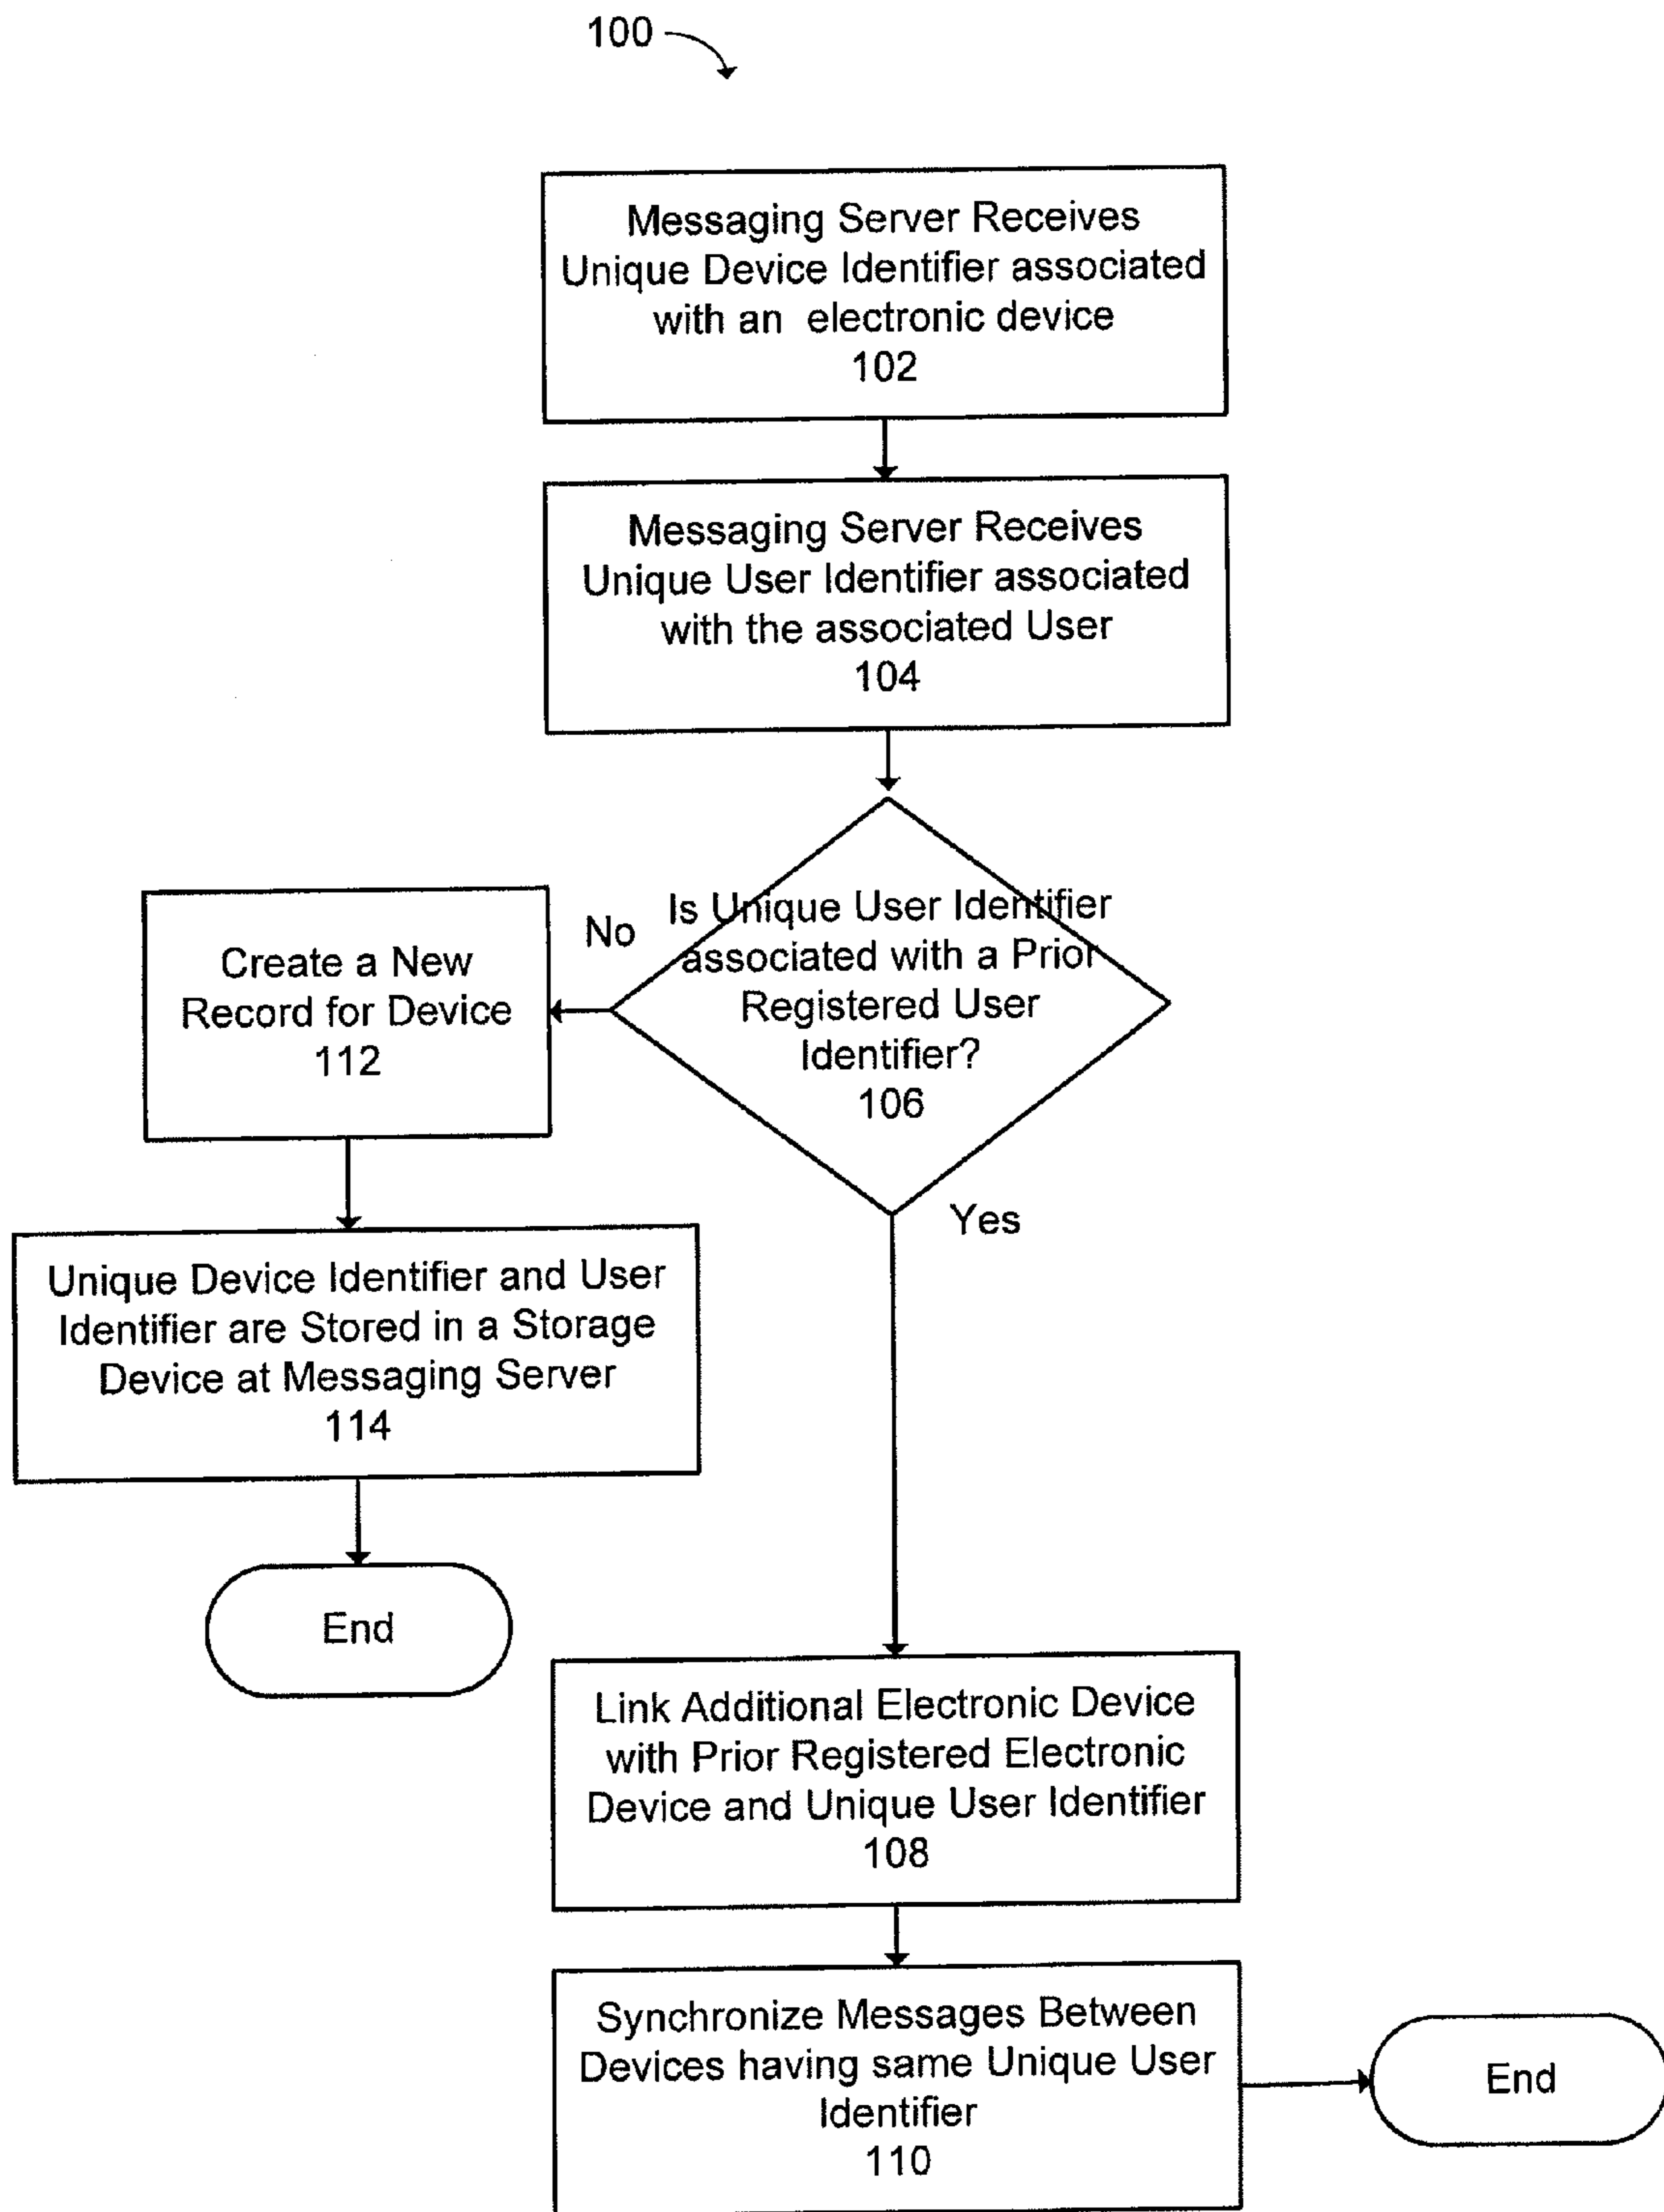 100
Messaging Server Receives
Unique Device Identifier associated
with an electronic device
102
Messaging Server Receives
Unique User Identifier associated
with the associated User
104
Is Unique User Identifier
associated with a Prior
Registered User
Identifier?
106
No
Create a New
Record for Device
112
Yes
Unique Device Identifier and User
Identifier are Stored in a Storage
Device at Messaging Server
114
End
Link Additional Electronic Device
with Prior Registered Electronic
Device and Unique User Identifier
108
Synchronize Messages Between
Devices having same Unique User
Identifier
110
End